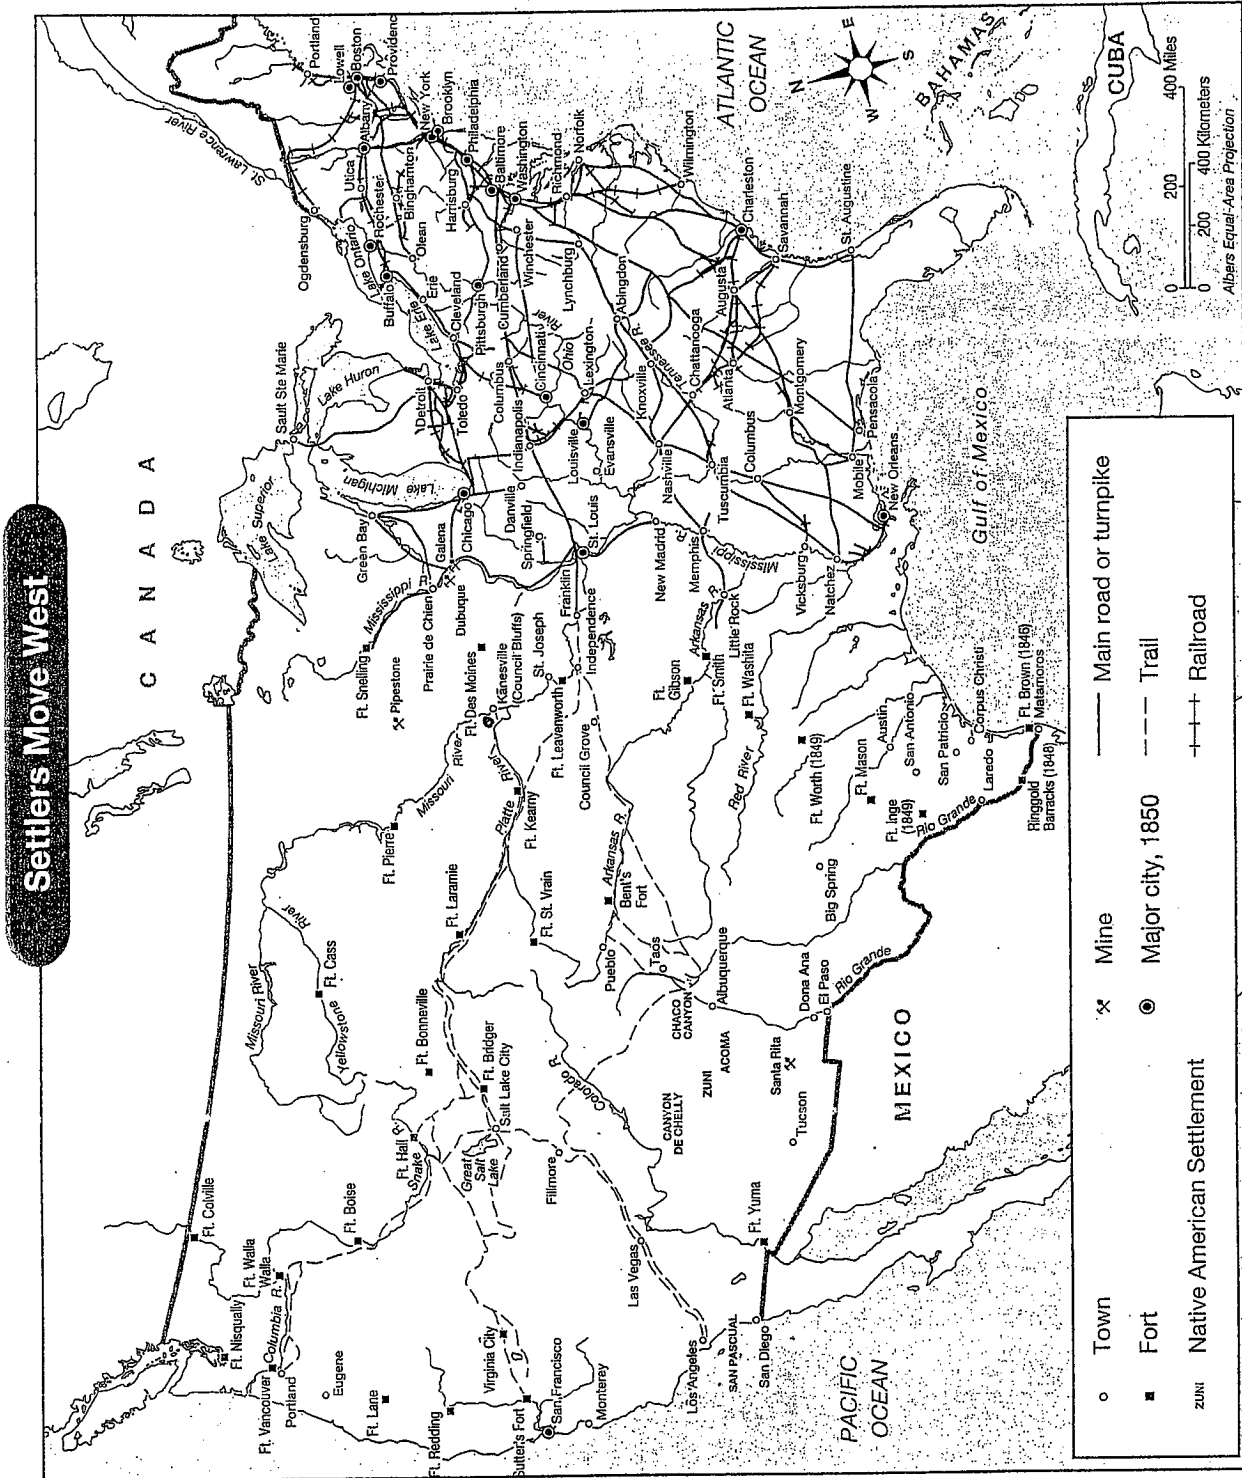 Settlers Move West
CANADA
MEXICO
CUBA
BAHAMAS
ATLANTIC
OCEAN
PACIFIC
OCEAN
Gulf of Mexico
N
E
S
W
St. Lawrence River
Lake Superior
Lake Michigan
Lake Huron
Lake Erie
Lake
Ontario
Portland
Lowell
Boston
Providenc
Albany
Utica
Rochester
Binghamton
New York
Brooklyn
Philadelphia
Harrisburg
Baltimore
Washington
Richmond
Norfolk
Wilmington
Charleston
Savannah
St. Augustine
Ogdensburg
Buffalo
Olean
Erie
Cleveland
Pittsburgh
Cumberland
Winchester
Lynchburg
Abingdon
Augusta
Sault Ste Marie
Detroit
Toledo
Columbus
Cincinnati
Ohio
River
Lexington
Knoxville
Tennessee R.
Chattanooga
Atlanta
Montgomery
Pensacola
Indianapolis
Louisville
Evansville
Nashville
Tuscumbia
Columbus
Mobile
New Orleans
Green Bay
Galena
Chicago
Danville
Springfield
St. Louis
New Madrid
Memphis
Mississippi
R.
Vicksburg
Natchez
Mississippi R.
Prairie de Chien
Dubuque
Franklin
Independence
St. Joseph
Kanesville
(Council Bluffs)
Ft. Des Moines
Ft. Snelling
Pipestone
Ft. Leavenworth
Council Grove
Ft.
Gibson
Arkansas R.
Ft. Smith
Little Rock
Ft. Washita
Red River
Ft. Worth (1849)
Ft. Mason
Austin
San Antonio
San Patricio
Corpus Christi
Laredo
Ft. Brown (1846)
Matamoros
Ringgold
Barracks (1848)
Ft. Inge
(1849)
Rio Grande
Big Spring
Missouri
River
Platte
River
Ft. Kearny
Ft. Pierre
Ft. Laramie
Ft. St. Vrain
Arkansas R.
Bent's
Fort
Pueblo
Taos
Albuquerque
CHACO
CANYON
ACOMA
ZUNI
CANYON
DE CHELLY
Dona Ana
El Paso
Rio Grande
Santa Rita
Tucson
River
Missouri River
Yellowstone
Ft. Cass
Ft. Bonneville
Ft. Bridger
Salt Lake City
Great
Salt
Lake
Ft. Hall
Snake
R.
Colorado R.
Fillmore
Ft. Colville
Ft. Boise
Ft. Walla
Walla
Columbia R.
Ft. Nisqually
Ft. Vancouver
Portland
Eugene
Ft. Lane
Ft. Redding
Virginia City
Sutter's Fort
San Francisco
Monterey
Las Vegas
Los Angeles
SAN PASCUAL
San Diego
Ft. Yuma
0 200 400 Miles
0 200 400 Kilometers
Albers Equal-Area Projection
Town
Fort
ZUNI Native American Settlement
Mine
Major city, 1850
Main road or turnpike
Trail
Railroad